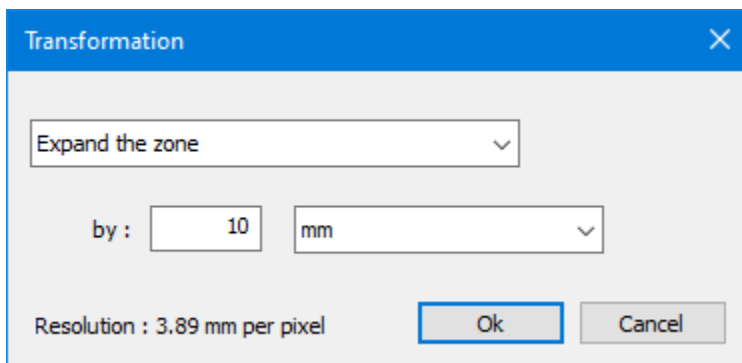 Transformation
Expand the zone
by : 10 mm
Resolution : 3.89 mm per pixel Ok Cancel